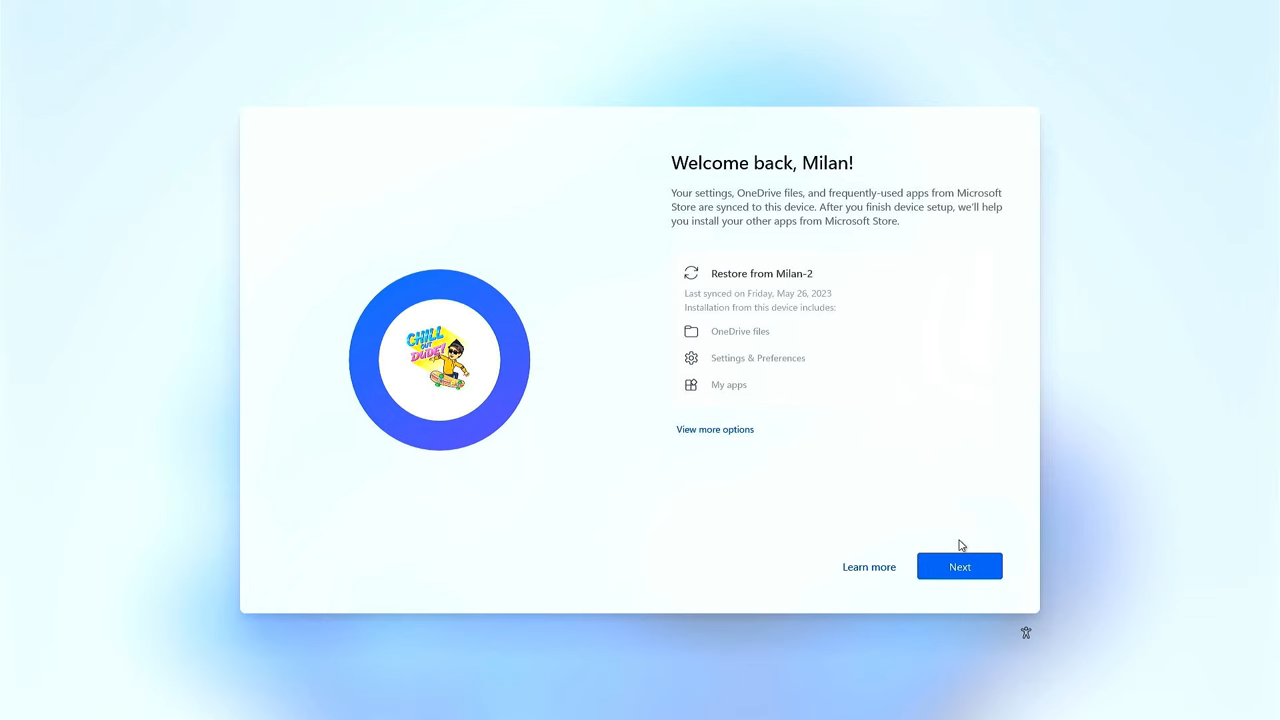 Welcome back, Milan!
Your settings, OneDrive files, and frequently-used apps from Microsoft
Store are synced to this device. After you finish device setup, we'll help
you install your other apps from Microsoft Store.
Restore from Milan-2
Last synced on Friday, May 26, 2023
Installation from this device includes:
OneDrive files
Settings & Preferences
My apps
View more options
CHILL
OUT
DUDE!
Learn more
Next